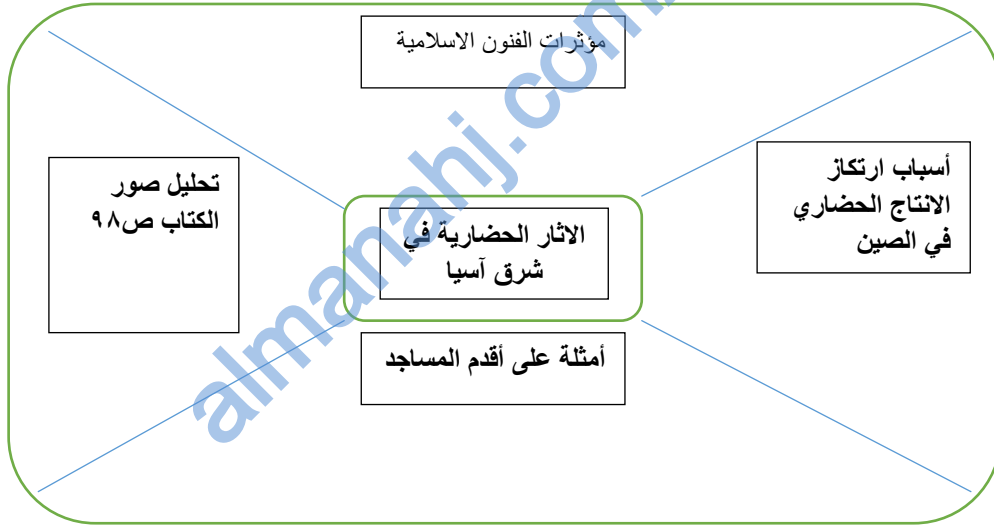 مؤثرات الفنون الاسلامية
أسباب ارتكاز
الانتاج الحضاري
في الصين
تحليل صور
الكتاب ص٩٨
الاثار الحضارية في
شرق آسيا
أمثلة على أقدم المساجد
almanahj.com